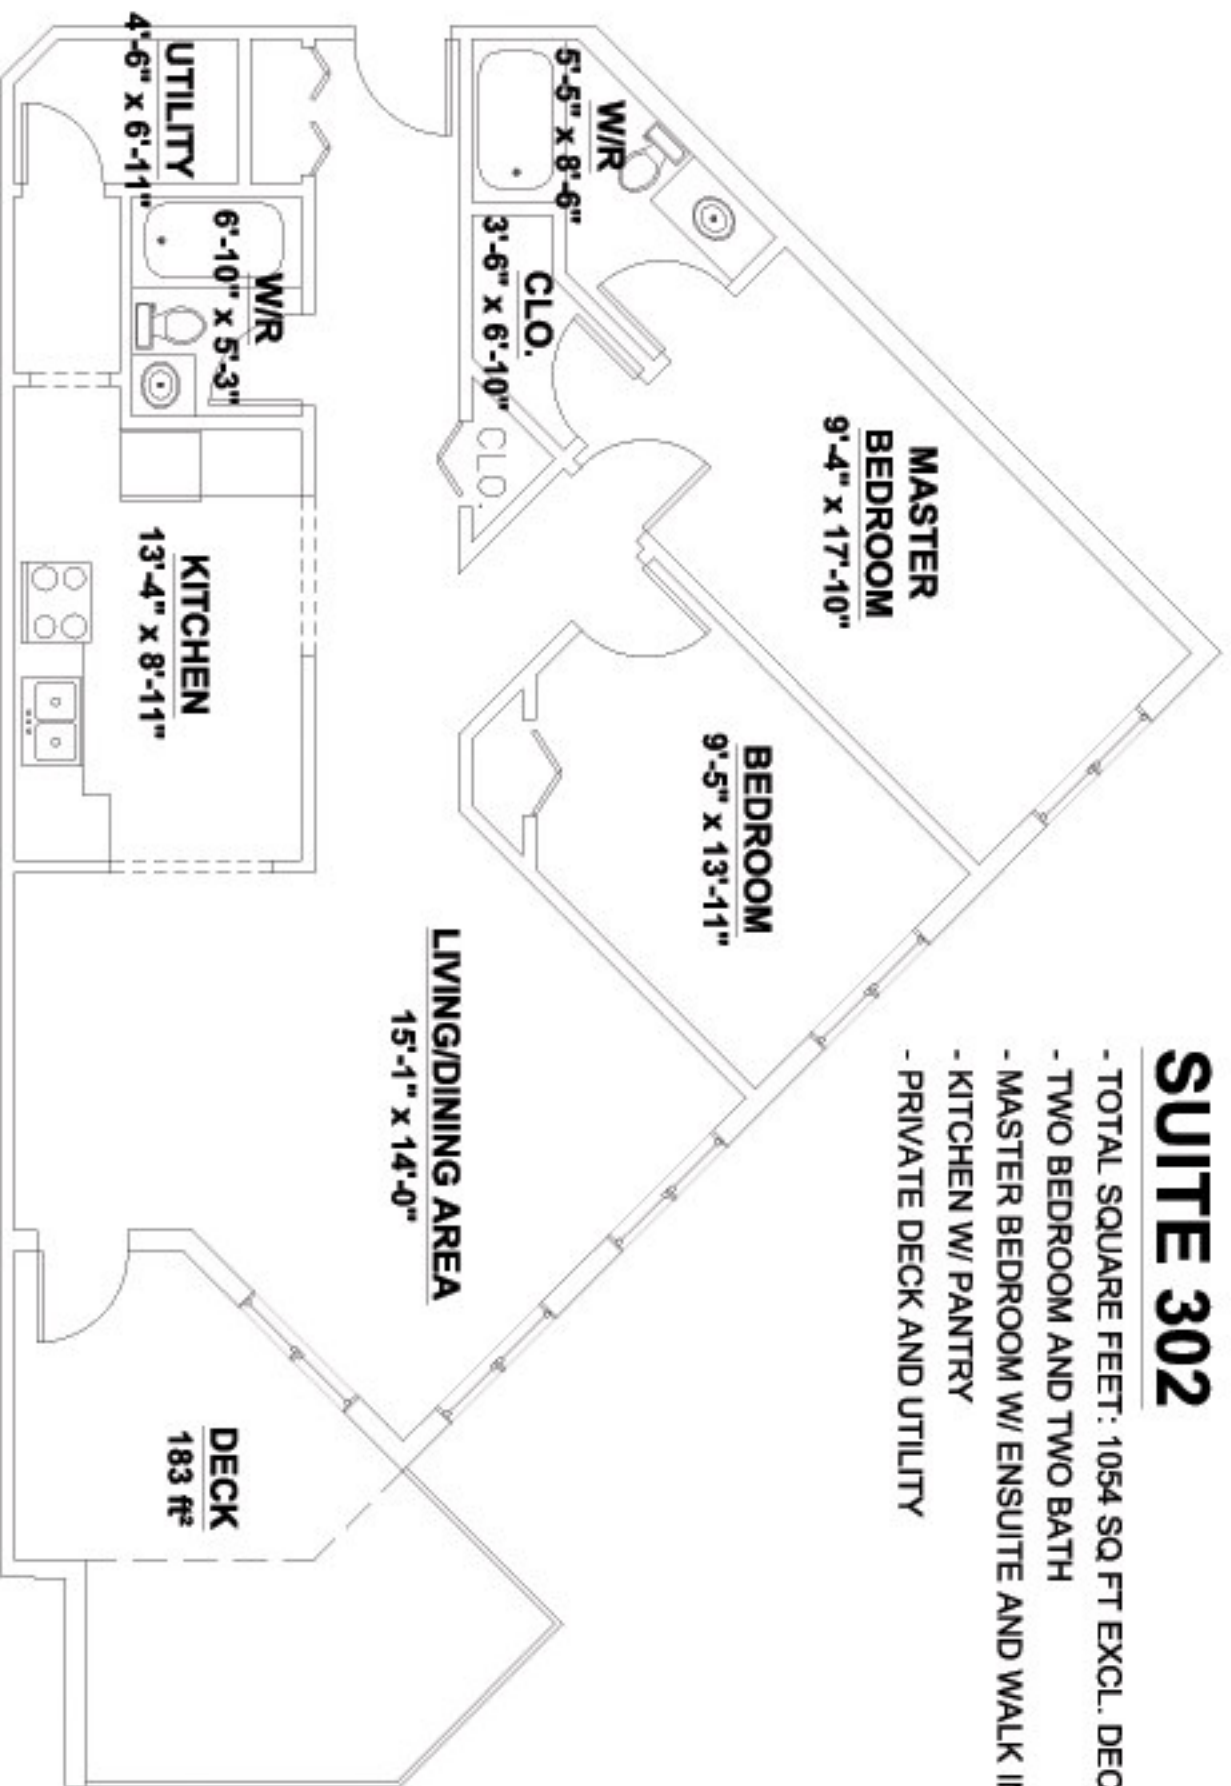 SUITE 302
- TOTAL SQUARE FEET: 1054 SQ FT EXCL. DEC
- TWO BEDROOM AND TWO BATH
- MASTER BEDROOM W/ ENSUITE AND WALK I
- KITCHEN W/ PANTRY
- PRIVATE DECK AND UTILITY
MASTER
BEDROOM
9'-4" x 17'-10"
BEDROOM
9'-5" x 13'-11"
W/R
5'-5" x 8'-6"
CLO.
3'-6" x 6'-10"
CLO.
LIVING/DINING AREA
15'-1" x 14'-0"
W/R
6'-10" x 5'-3"
UTILITY
4'-6" x 6'-11"
KITCHEN
13'-4" x 8'-11"
DECK
183 ft²